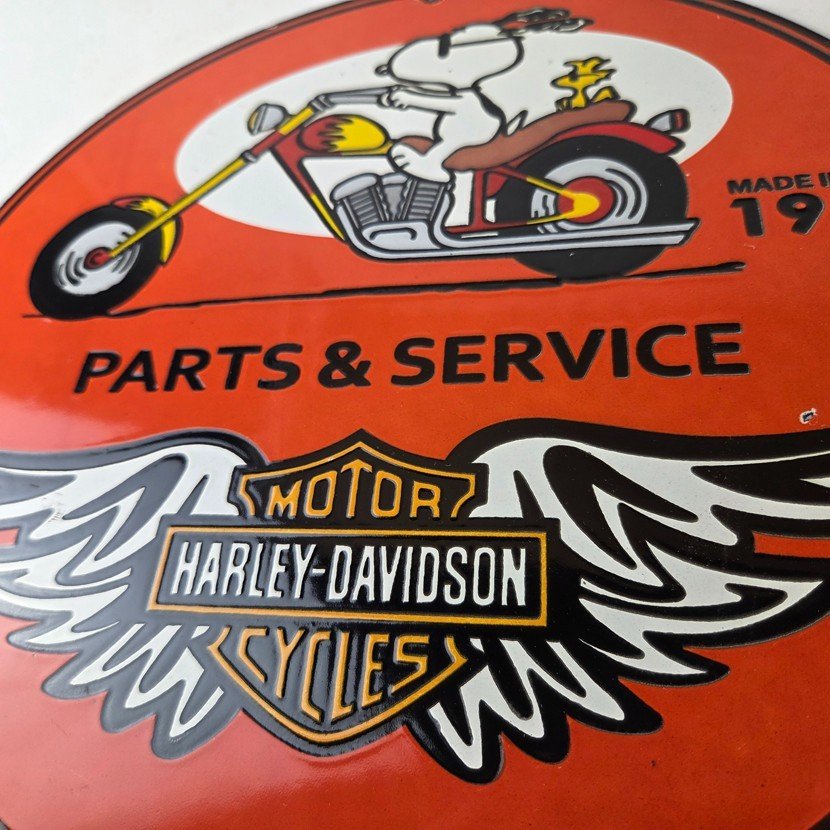 MADE I
19
PARTS & SERVICE
MOTOR
HARLEY-DAVIDSON
CYCLES